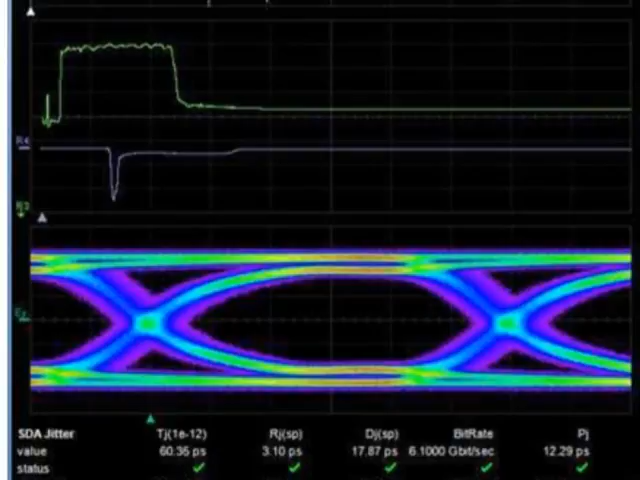 SDA Jitter Tj(1e-12) Rj(sp) Dj(sp) BitRate Pj
value 60.35 ps 3.10 ps 17.87 ps 6.1000 Gbit/sec 12.29 ps
status